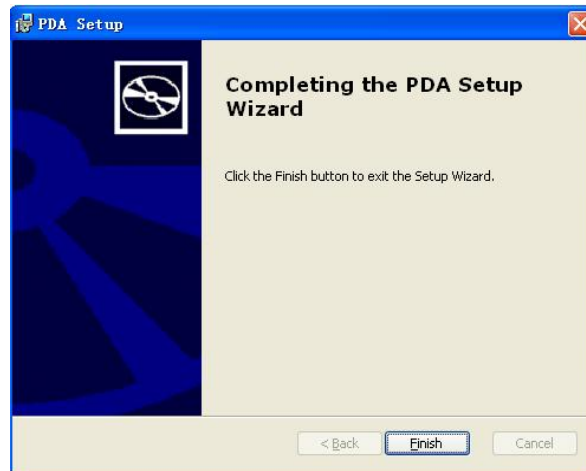 PDA Setup
Completing the PDA Setup
Wizard
Click the Finish button to exit the Setup Wizard.
< Back
Finish
Cancel